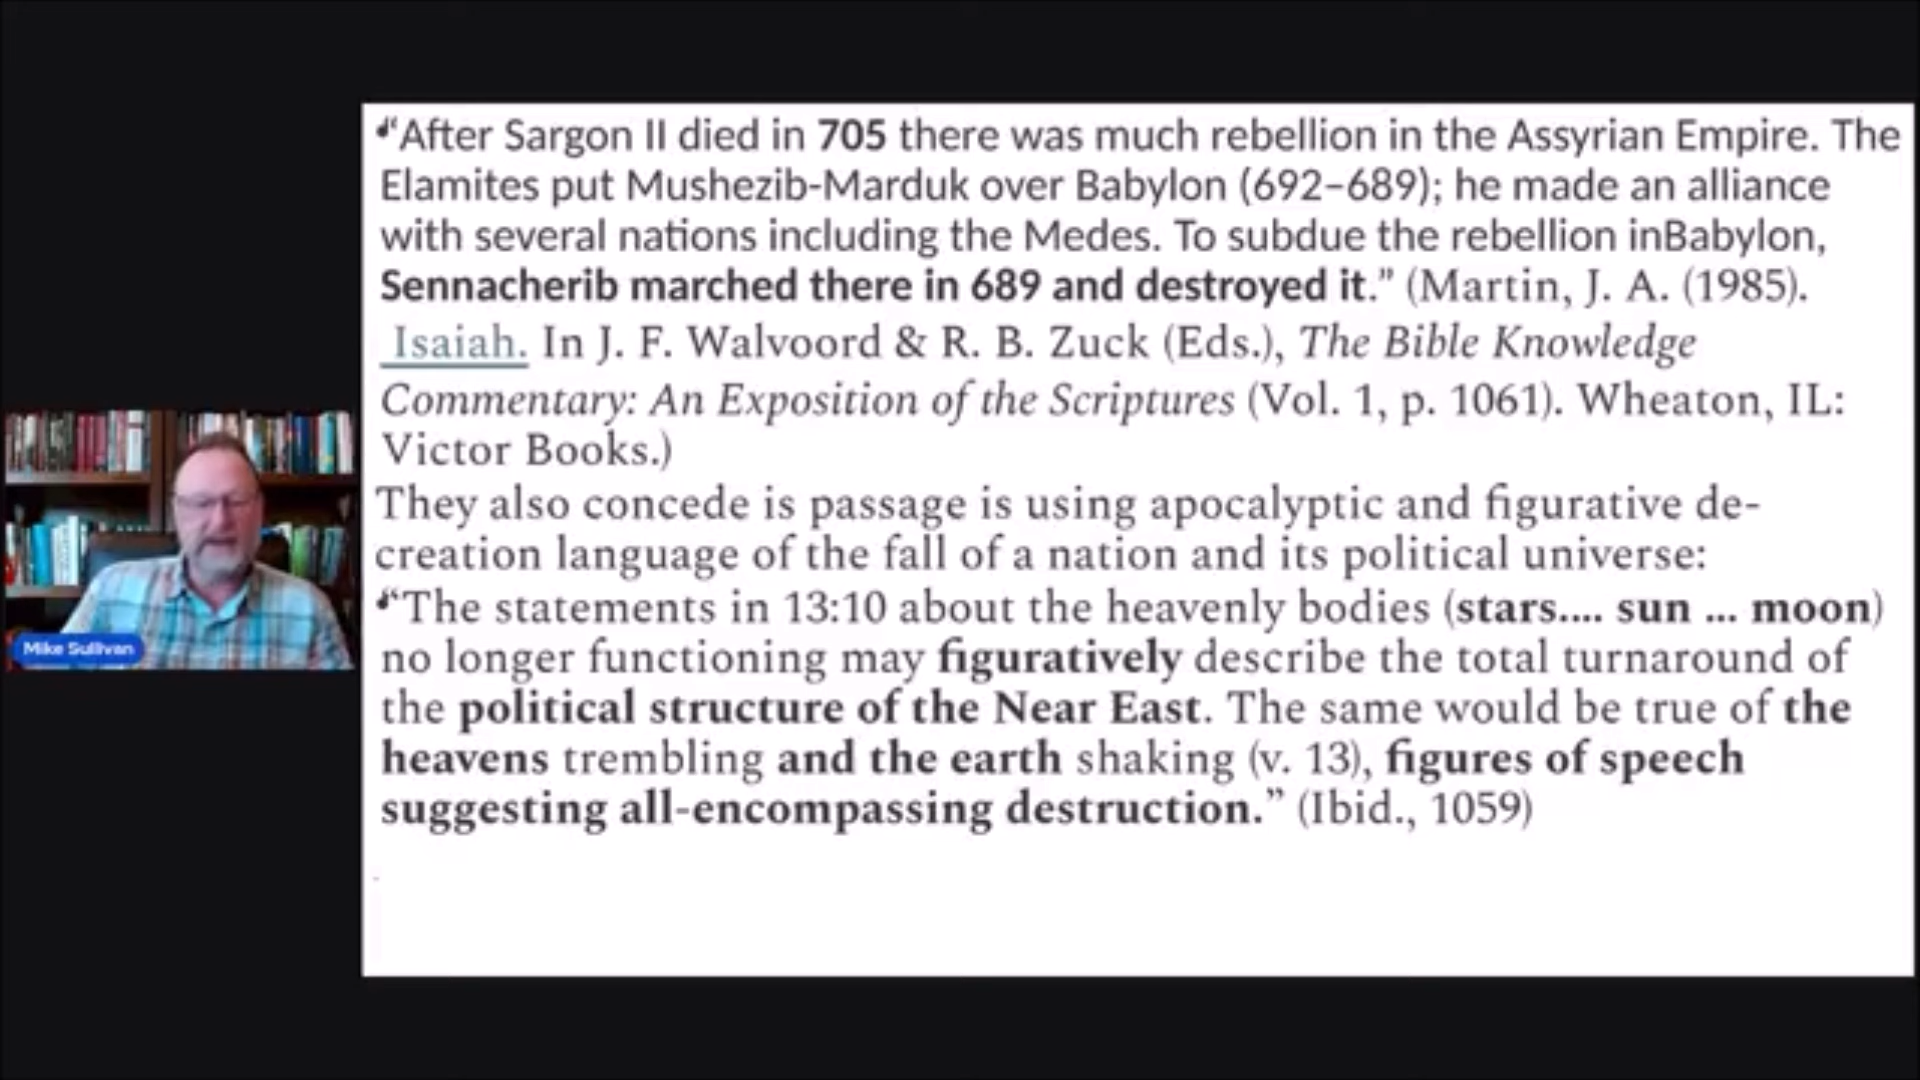 “After Sargon II died in 705 there was much rebellion in the Assyrian Empire. The
Elamites put Mushezib-Marduk over Babylon (692–689); he made an alliance
with several nations including the Medes. To subdue the rebellion inBabylon,
Sennacherib marched there in 689 and destroyed it.” (Martin, J. A. (1985).
Isaiah. In J. F. Walvoord & R. B. Zuck (Eds.), The Bible Knowledge
Commentary: An Exposition of the Scriptures (Vol. 1, p. 1061). Wheaton, IL:
Victor Books.)
They also concede is passage is using apocalyptic and figurative de-
creation language of the fall of a nation and its political universe:
“The statements in 13:10 about the heavenly bodies (stars.... sun ... moon)
no longer functioning may figuratively describe the total turnaround of
the political structure of the Near East. The same would be true of the
heavens trembling and the earth shaking (v. 13), figures of speech
suggesting all-encompassing destruction.” (Ibid., 1059)
Mike Sullivan